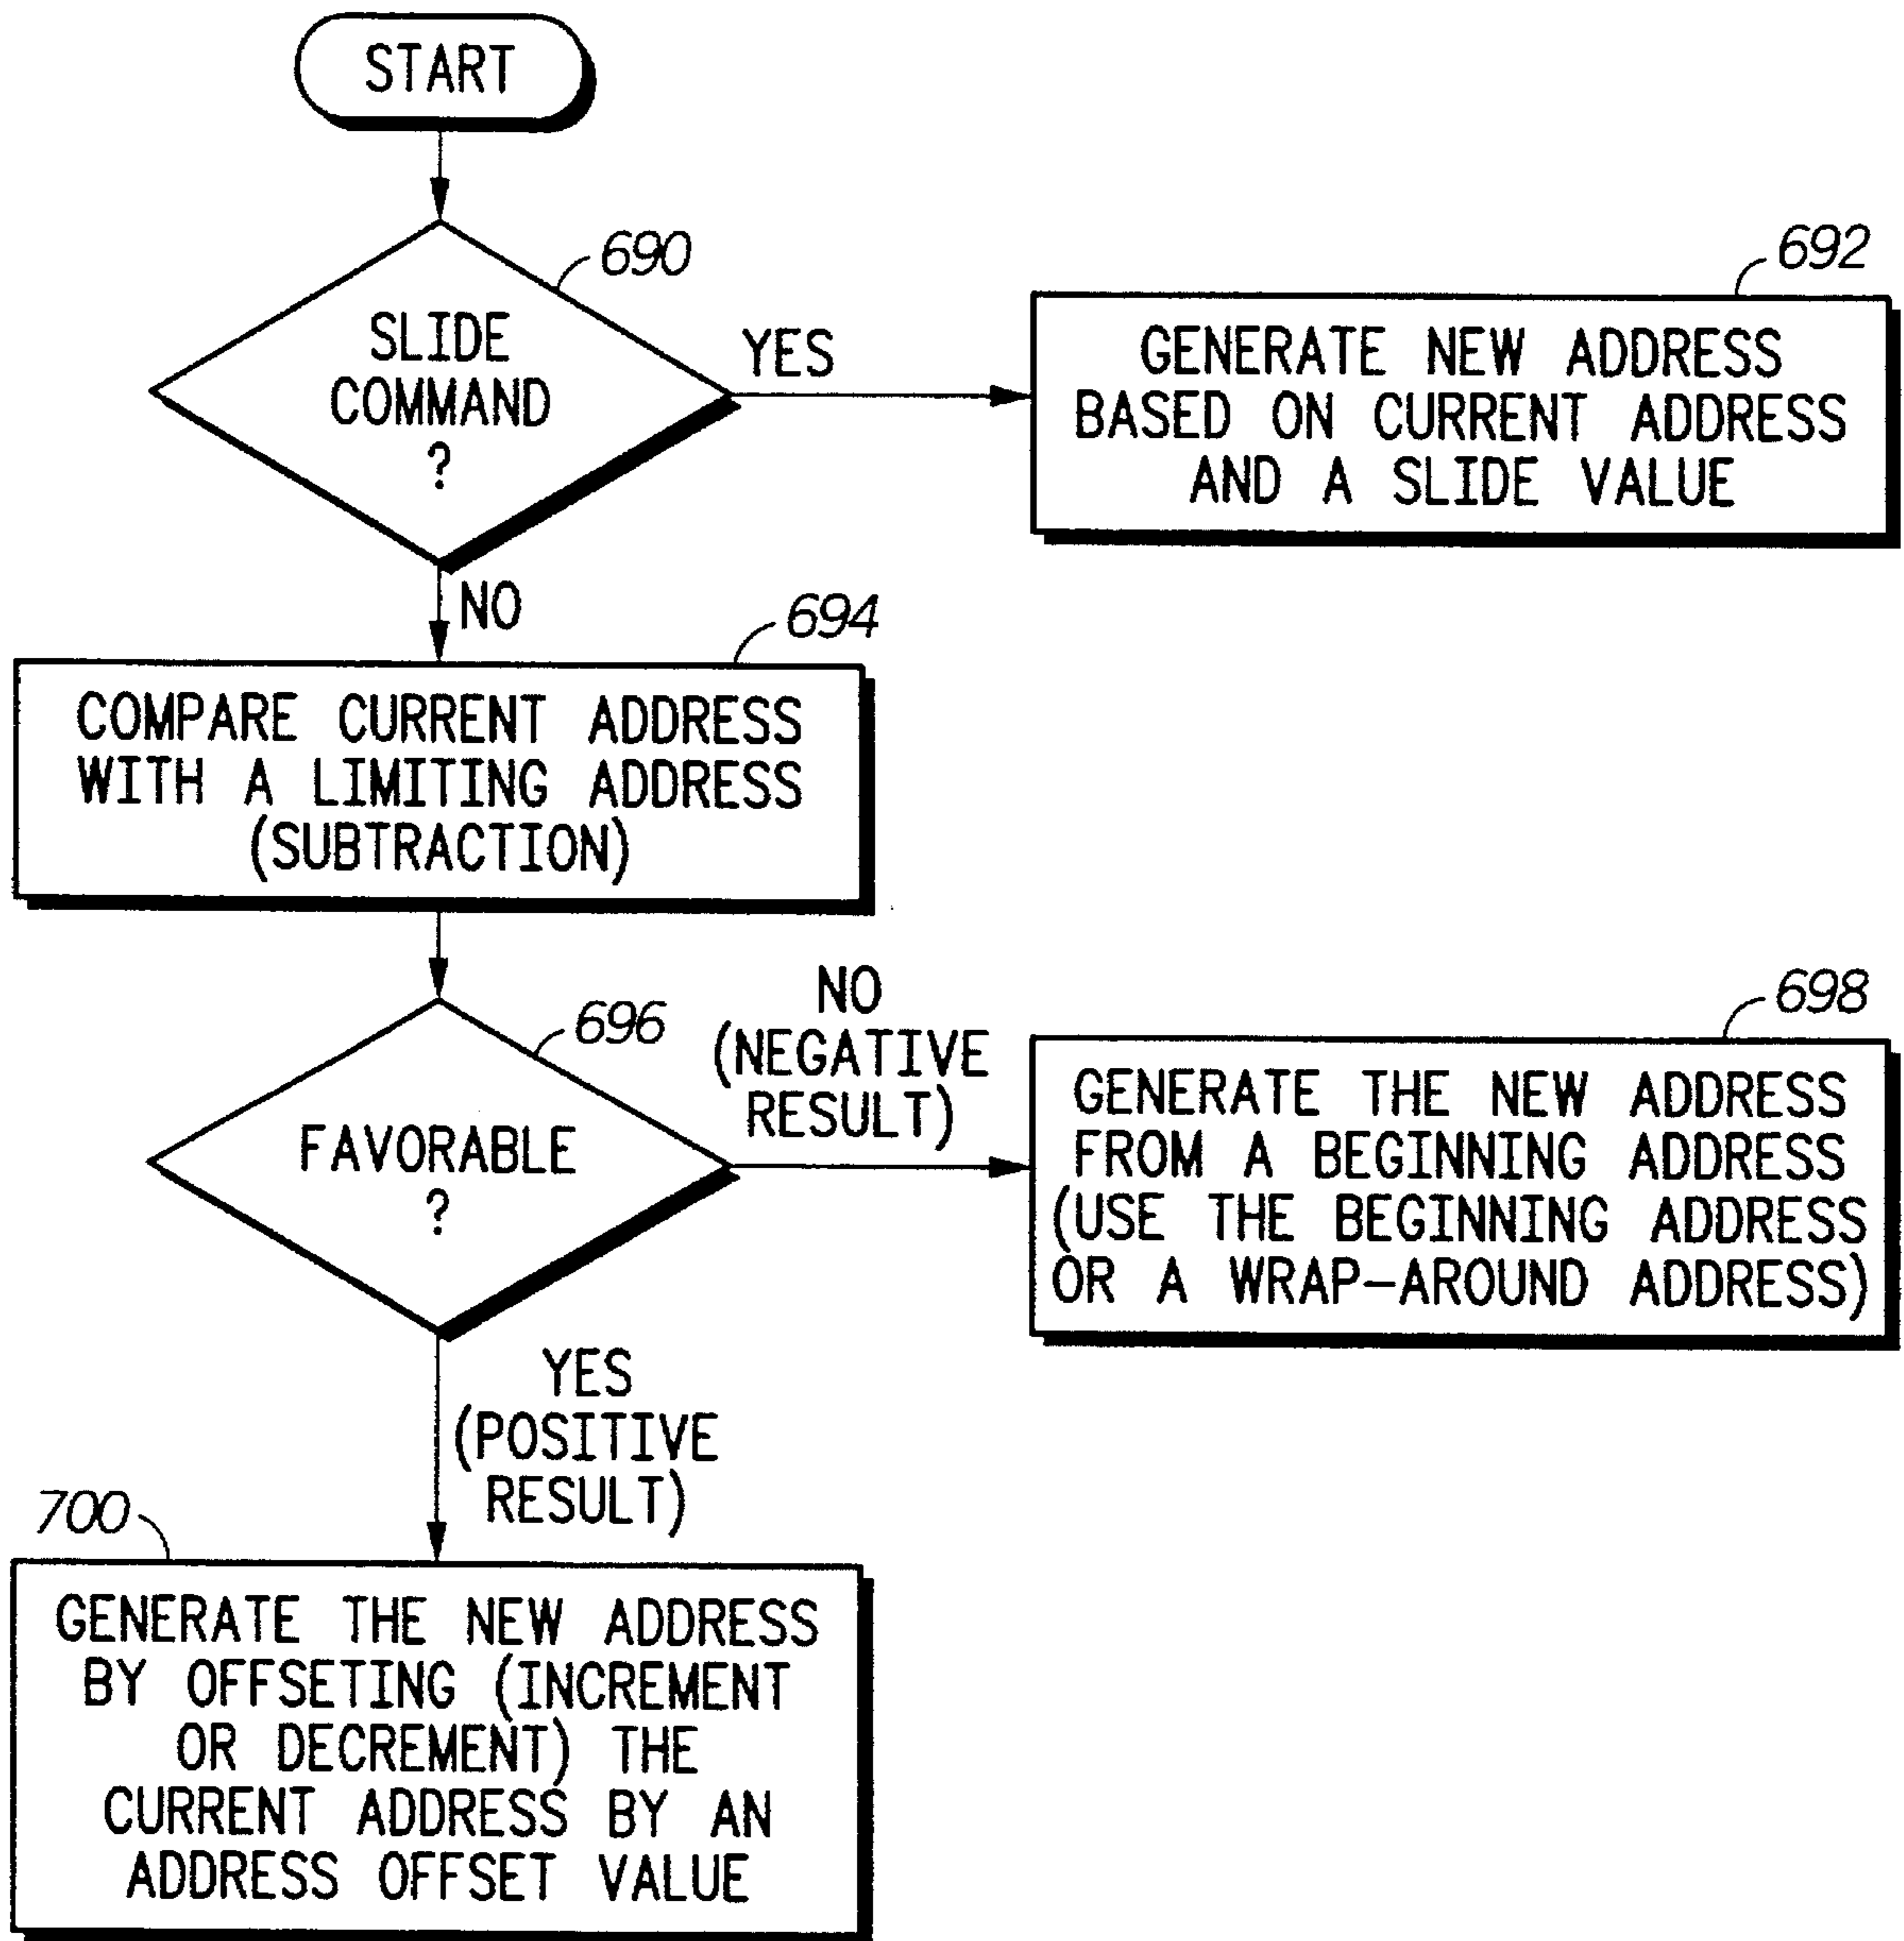 START
690
SLIDE
COMMAND
?
YES
692
GENERATE NEW ADDRESS
BASED ON CURRENT ADDRESS
AND A SLIDE VALUE
NO
694
COMPARE CURRENT ADDRESS
WITH A LIMITING ADDRESS
(SUBTRACTION)
696
FAVORABLE
?
NO
(NEGATIVE
RESULT)
698
GENERATE THE NEW ADDRESS
FROM A BEGINNING ADDRESS
(USE THE BEGINNING ADDRESS
OR A WRAP-AROUND ADDRESS)
YES
(POSITIVE
RESULT)
700
GENERATE THE NEW ADDRESS
BY OFFSETING (INCREMENT
OR DECREMENT) THE
CURRENT ADDRESS BY AN
ADDRESS OFFSET VALUE